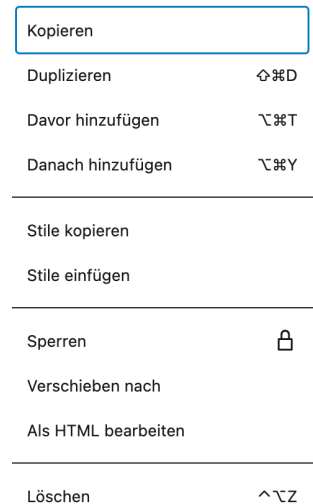 Kopieren
Duplizieren ⇧⌘D
Davor hinzufügen ⌥⌘T
Danach hinzufügen ⌥⌘Y
Stile kopieren
Stile einfügen
Sperren
Verschieben nach
Als HTML bearbeiten
Löschen ^⌥Z